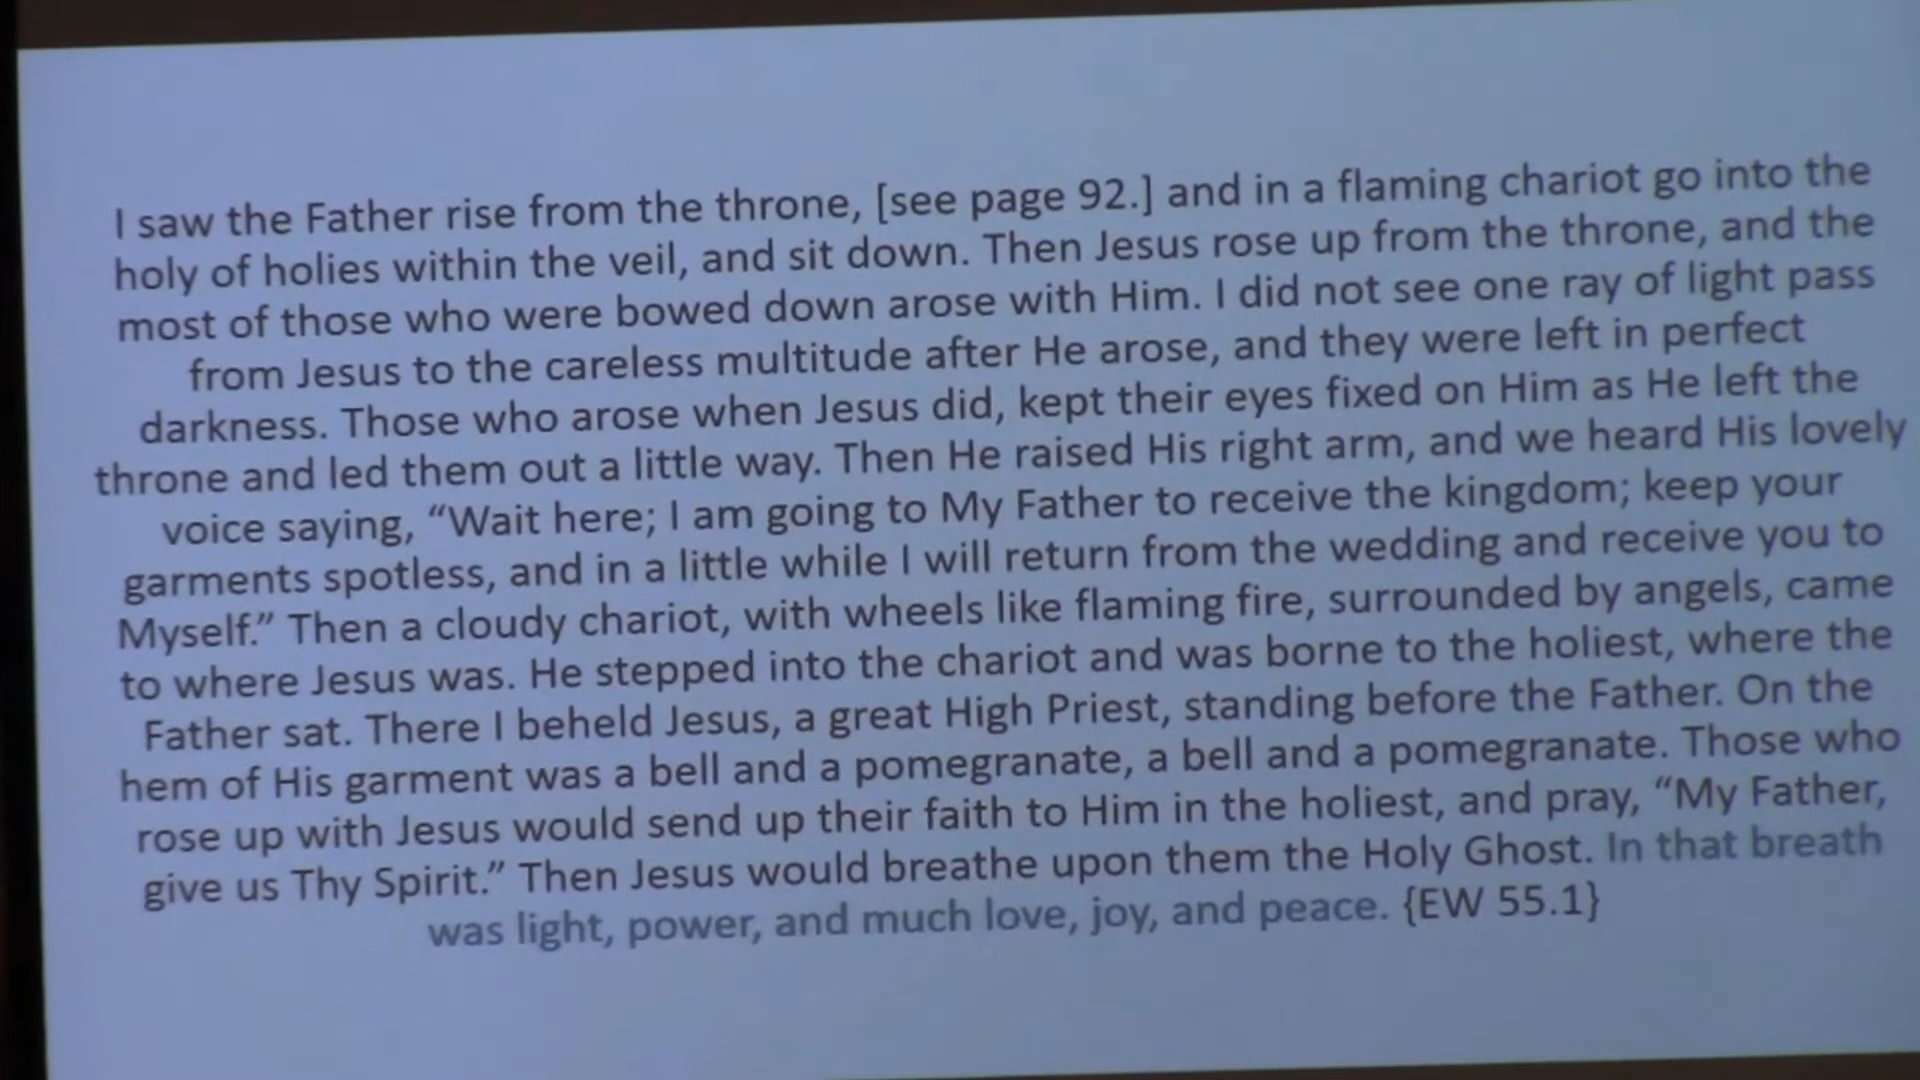 I saw the Father rise from the throne, [see page 92.] and in a flaming chariot go into the
holy of holies within the veil, and sit down. Then Jesus rose up from the throne, and the
most of those who were bowed down arose with Him. I did not see one ray of light pass
from Jesus to the careless multitude after He arose, and they were left in perfect
darkness. Those who arose when Jesus did, kept their eyes fixed on Him as He left the
throne and led them out a little way. Then He raised His right arm, and we heard His lovely
voice saying, “Wait here; I am going to My Father to receive the kingdom; keep your
garments spotless, and in a little while I will return from the wedding and receive you to
Myself.” Then a cloudy chariot, with wheels like flaming fire, surrounded by angels, came
to where Jesus was. He stepped into the chariot and was borne to the holiest, where the
Father sat. There I beheld Jesus, a great High Priest, standing before the Father. On the
hem of His garment was a bell and a pomegranate, a bell and a pomegranate. Those who
rose up with Jesus would send up their faith to Him in the holiest, and pray, “My Father,
give us Thy Spirit.” Then Jesus would breathe upon them the Holy Ghost. In that breath
was light, power, and much love, joy, and peace. {EW 55.1}